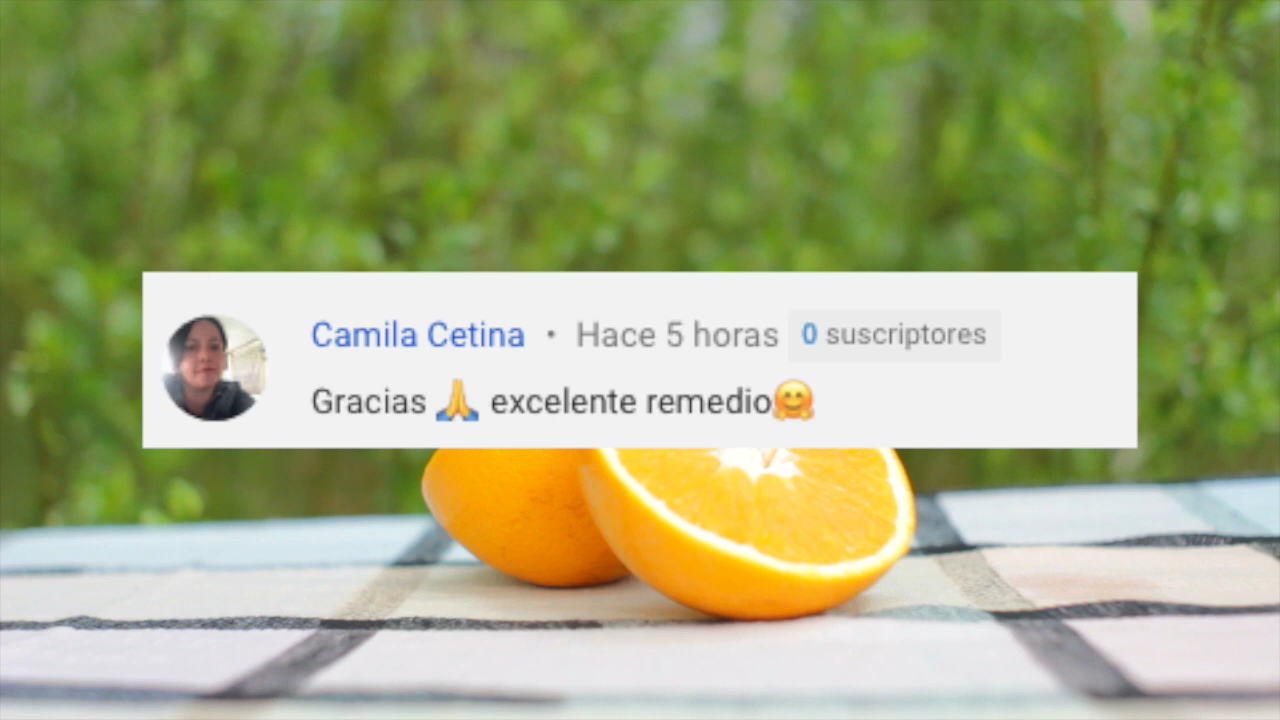 Camila Cetina • Hace 5 horas 0 suscriptores
Gracias 🙏 excelente remedio🤗